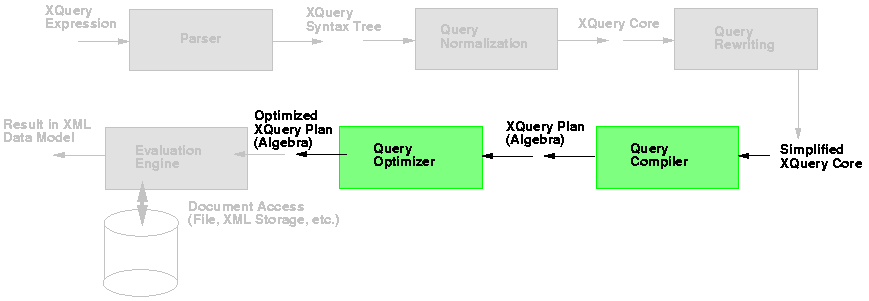 XQuery
Expression
Parser
XQuery
Syntax Tree
Query
Normalization
XQuery Core
Query
Rewriting
Result in XML
Data Model
Evaluation
Engine
Optimized
XQuery Plan
(Algebra)
Query
Optimizer
XQuery Plan
(Algebra)
Query
Compiler
Simplified
XQuery Core
Document Access
(File, XML Storage, etc.)